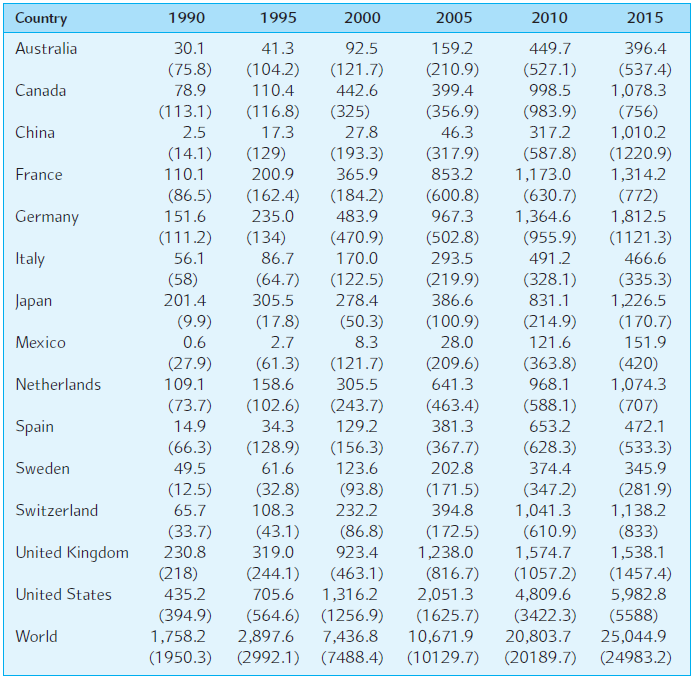 Country 1990 1995 2000 2005 2010 2015
Australia 30.1 41.3 92.5 159.2 449.7 396.4
(75.8) (104.2) (121.7) (210.9) (527.1) (537.4)
Canada 78.9 110.4 442.6 399.4 998.5 1,078.3
(113.1) (116.8) (325) (356.9) (983.9) (756)
China 2.5 17.3 27.8 46.3 317.2 1,010.2
(14.1) (129) (193.3) (317.9) (587.8) (1220.9)
France 110.1 200.9 365.9 853.2 1,173.0 1,314.2
(86.5) (162.4) (184.2) (600.8) (630.7) (772)
Germany 151.6 235.0 483.9 967.3 1,364.6 1,812.5
(111.2) (134) (470.9) (502.8) (955.9) (1121.3)
Italy 56.1 86.7 170.0 293.5 491.2 466.6
(58) (64.7) (122.5) (219.9) (328.1) (335.3)
Japan 201.4 305.5 278.4 386.6 831.1 1,226.5
(9.9) (17.8) (50.3) (100.9) (214.9) (170.7)
Mexico 0.6 2.7 8.3 28.0 121.6 151.9
(27.9) (61.3) (121.7) (209.6) (363.8) (420)
Netherlands 109.1 158.6 305.5 641.3 968.1 1,074.3
(73.7) (102.6) (243.7) (463.4) (588.1) (707)
Spain 14.9 34.3 129.2 381.3 653.2 472.1
(66.3) (128.9) (156.3) (367.7) (628.3) (533.3)
Sweden 49.5 61.6 123.6 202.8 374.4 345.9
(12.5) (32.8) (93.8) (171.5) (347.2) (281.9)
Switzerland 65.7 108.3 232.2 394.8 1,041.3 1,138.2
(33.7) (43.1) (86.8) (172.5) (610.9) (833)
United Kingdom 230.8 319.0 923.4 1,238.0 1,574.7 1,538.1
(218) (244.1) (463.1) (816.7) (1057.2) (1457.4)
United States 435.2 705.6 1,316.2 2,051.3 4,809.6 5,982.8
(394.9) (564.6) (1256.9) (1625.7) (3422.3) (5588)
World 1,758.2 2,897.6 7,436.8 10,671.9 20,803.7 25,044.9
(1950.3) (2992.1) (7488.4) (10129.7) (20189.7) (24983.2)